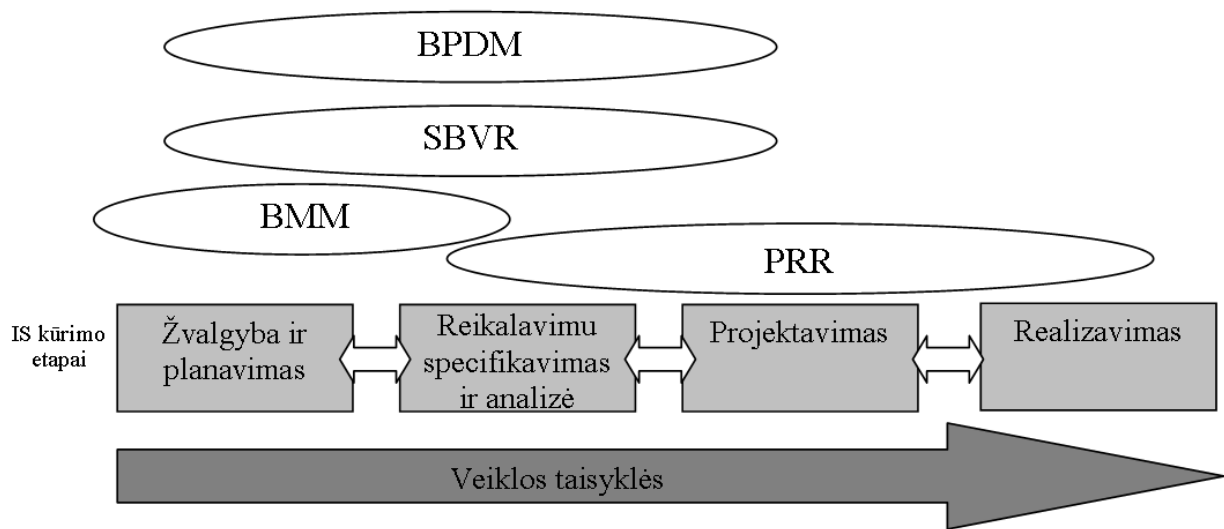 BPDM
SBVR
BMM
PRR
IS kūrimo
etapai
Žvalgyba ir
planavimas
Reikalavimu
specifikavimas
ir analizė
Projektavimas
Realizavimas
Veiklos taisyklės